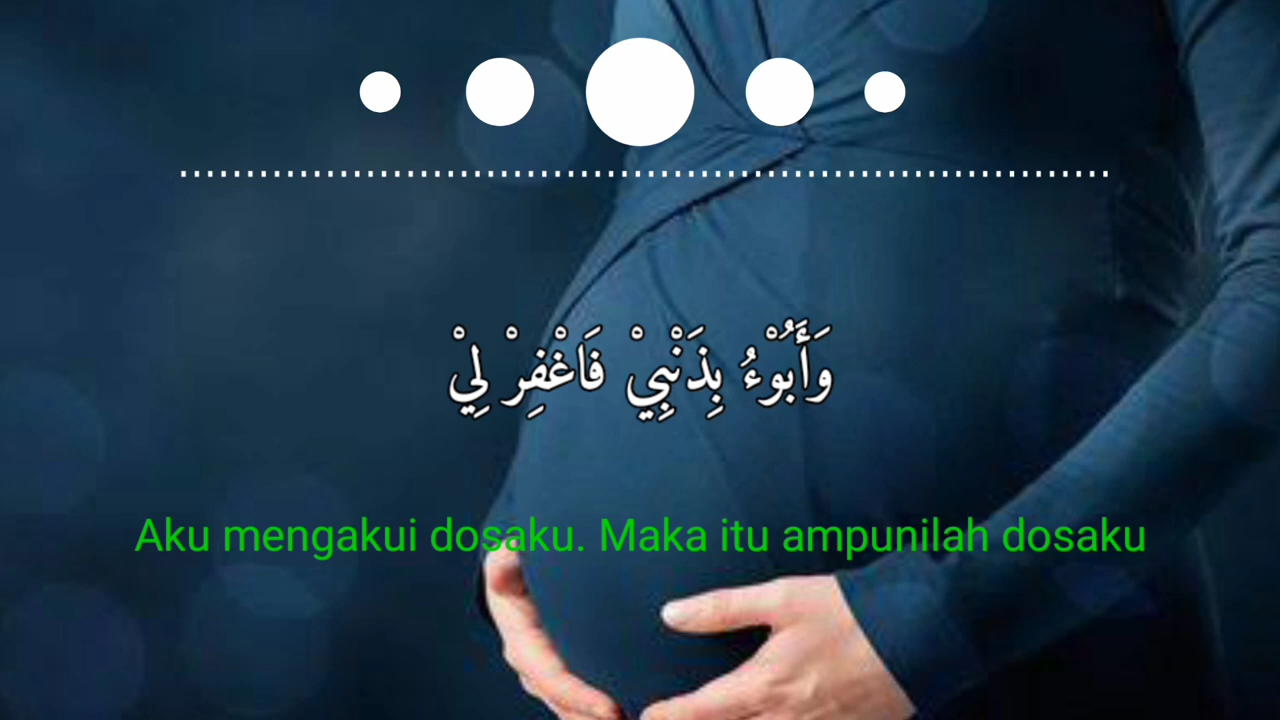 وَأَبُوْءُ بِذَنْبِيْ فَاغْفِرْ لِيْ
Aku mengakui dosaku. Maka itu ampunilah dosaku